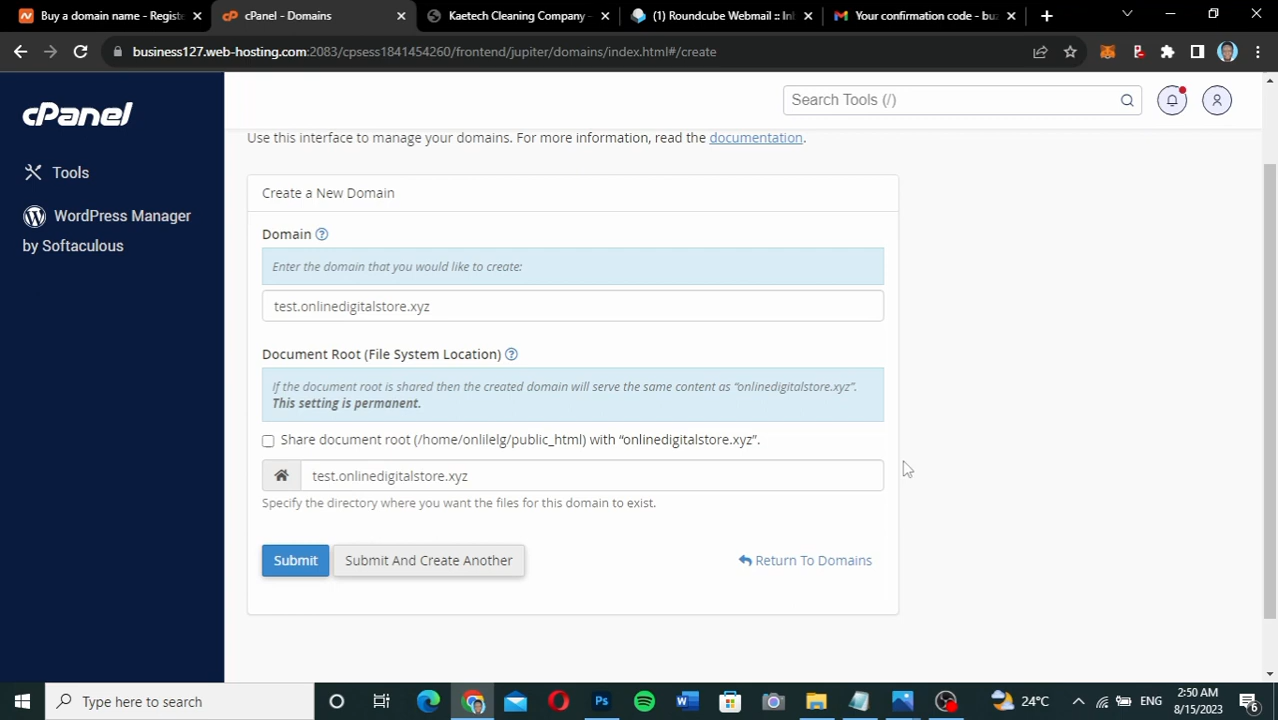 Buy a domain name - Registe
cPanel - Domains
Kaetech Cleaning Company -
(1) Roundcube Webmail :: In
Your confirmation code - bu
business127.web-hosting.com:2083/cpsess1841454260/frontend/jupiter/domains/index.html#/create
cPanel
Search Tools (/)
Use this interface to manage your domains. For more information, read the documentation.
Tools
WordPress Manager
by Softaculous
Create a New Domain
Domain
Enter the domain that you would like to create:
test.onlinedigitalstore.xyz
Document Root (File System Location)
If the document root is shared then the created domain will serve the same content as “onlinedigitalstore.xyz”.
This setting is permanent.
Share document root (/home/onlilelg/public_html) with “onlinedigitalstore.xyz”.
test.onlinedigitalstore.xyz
Specify the directory where you want the files for this domain to exist.
Submit
Submit And Create Another
Return To Domains
Type here to search
24°C
ENG
2:50 AM
8/15/2023
6